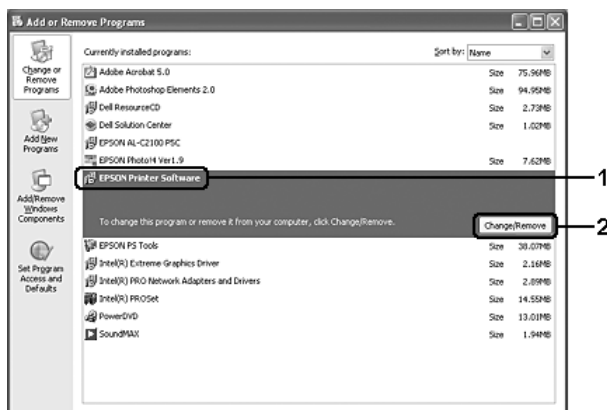 Add or Remove Programs
Change or
Remove
Programs
Add New
Programs
Add/Remove
Windows
Components
Set Program
Access and
Defaults
Currently installed programs:
Sort by: Name
Adobe Acrobat 5.0 Size 75.96MB
Adobe Photoshop Elements 2.0 Size 94.95MB
Dell ResourceCD Size 2.73MB
Dell Solution Center Size 1.02MB
EPSON AL-C2100 PSC
EPSON Photo!4 Ver1.9 Size 7.62MB
EPSON Printer Software
1
To change this program or remove it from your computer, click Change/Remove.
Change/Remove
2
EPSON PS Tools Size 38.07MB
Intel(R) Extreme Graphics Driver Size 2.16MB
Intel(R) PRO Network Adapters and Drivers Size 2.89MB
Intel(R) PROSet Size 14.55MB
PowerDVD Size 13.01MB
SoundMAX Size 1.94MB